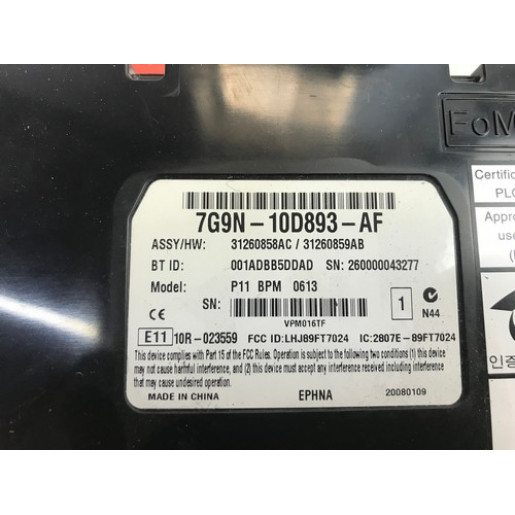 FoM
7G9N-10D893-AF
ASSY/HW: 31260858AC / 31260859AB
BT ID: 001ADBB5DDAD SN: 260000043277
Model: P11 BPM 0613
SN:
1
N44
VPM016TF
CE
E11 10R-023559 FCC ID:LHJ89FT7024 IC:2807E-89FT7024
This device complies with Part 15 of the FCC Rules. Operation is subject to the following two conditions (1) this device
may not cause harmful interference, and (2) this device must accept any interference received including interference
that may cause undesired operation.
MADE IN CHINA EPHNA 20080109
Certific
PLC
Appro
use
(
인증